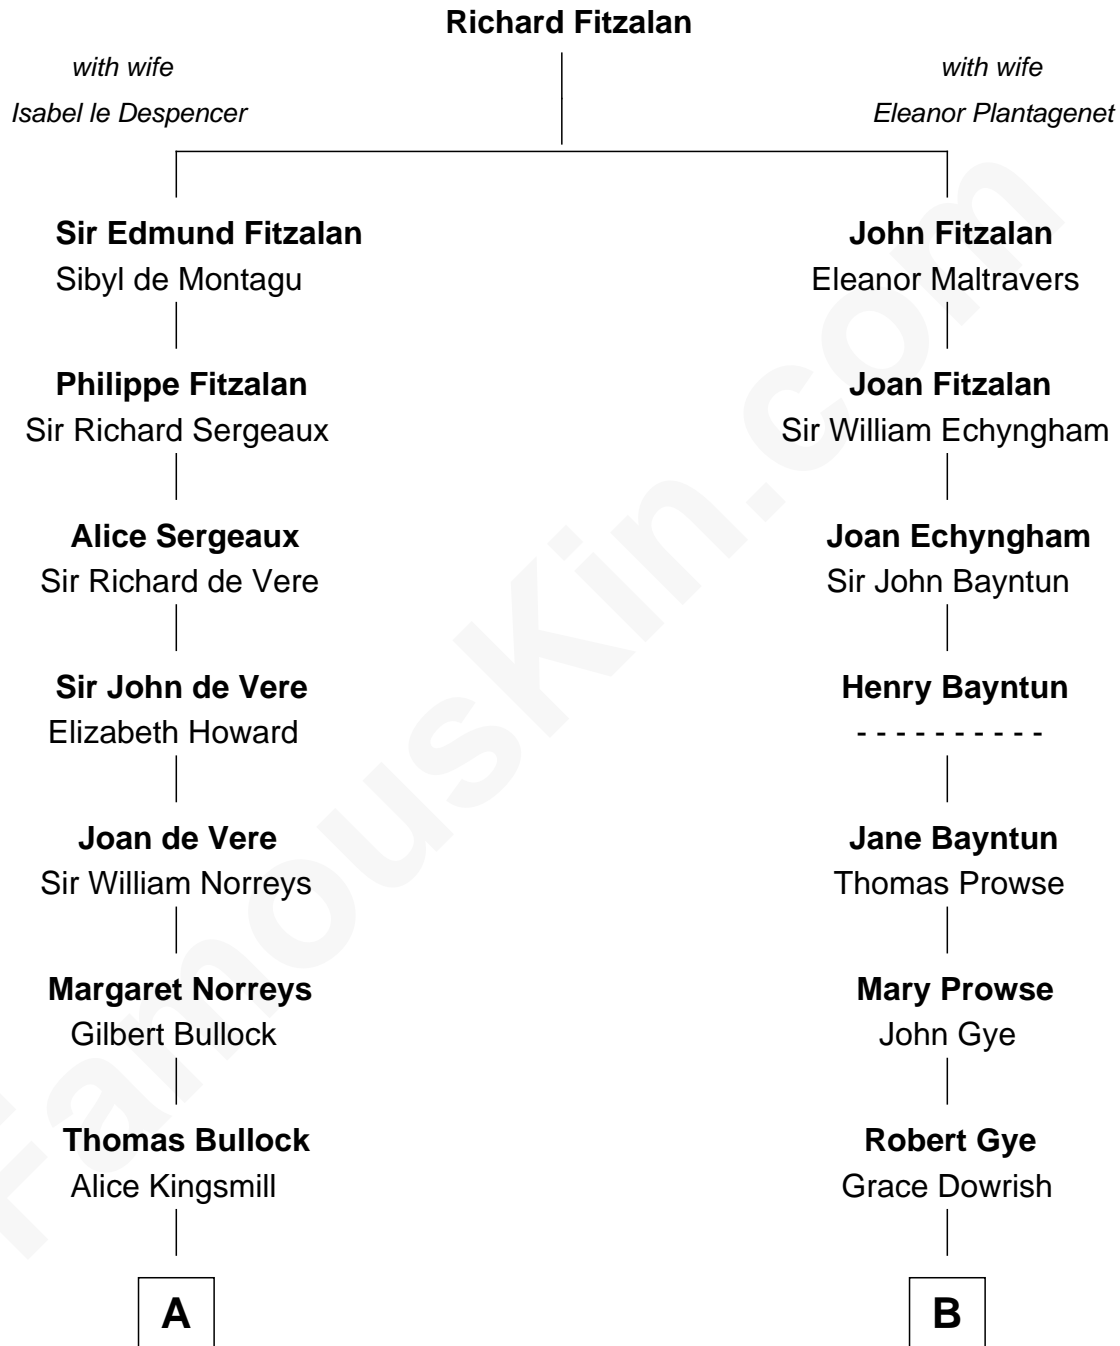 Richard Fitzalan
with wife
Isabel le Despencer
with wife
Eleanor Plantagenet
Sir Edmund Fitzalan
Sibyl de Montagu
John Fitzalan
Eleanor Maltravers
Philippe Fitzalan
Sir Richard Sergeaux
Joan Fitzalan
Sir William Echyngham
Alice Sergeaux
Sir Richard de Vere
Joan Echyngham
Sir John Bayntun
Sir John de Vere
Elizabeth Howard
Henry Bayntun
- - - - - - - - - -
Joan de Vere
Sir William Norreys
Jane Bayntun
Thomas Prowse
Margaret Norreys
Gilbert Bullock
Mary Prowse
John Gye
Thomas Bullock
Alice Kingsmill
Robert Gye
Grace Dowrish
A
B
FamousKin.com